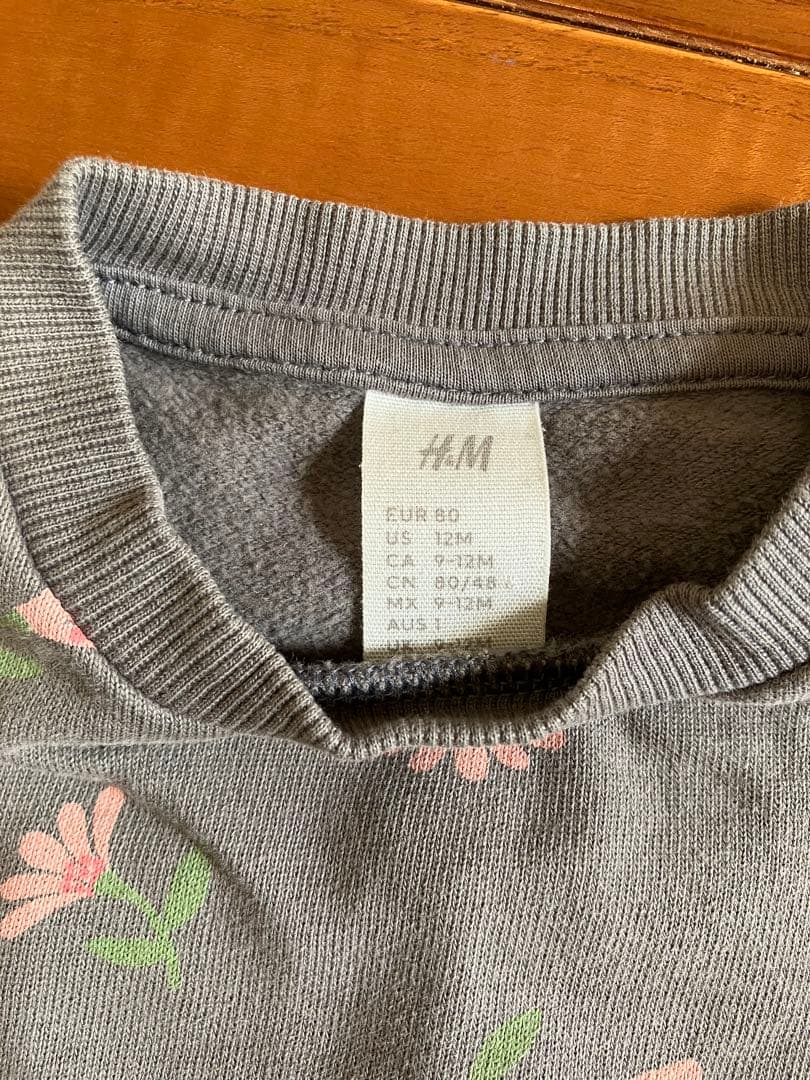 H&M
EUR 80
US 12M
CA 9-12M
CN 80/48
MX 9-12M
AUS 1